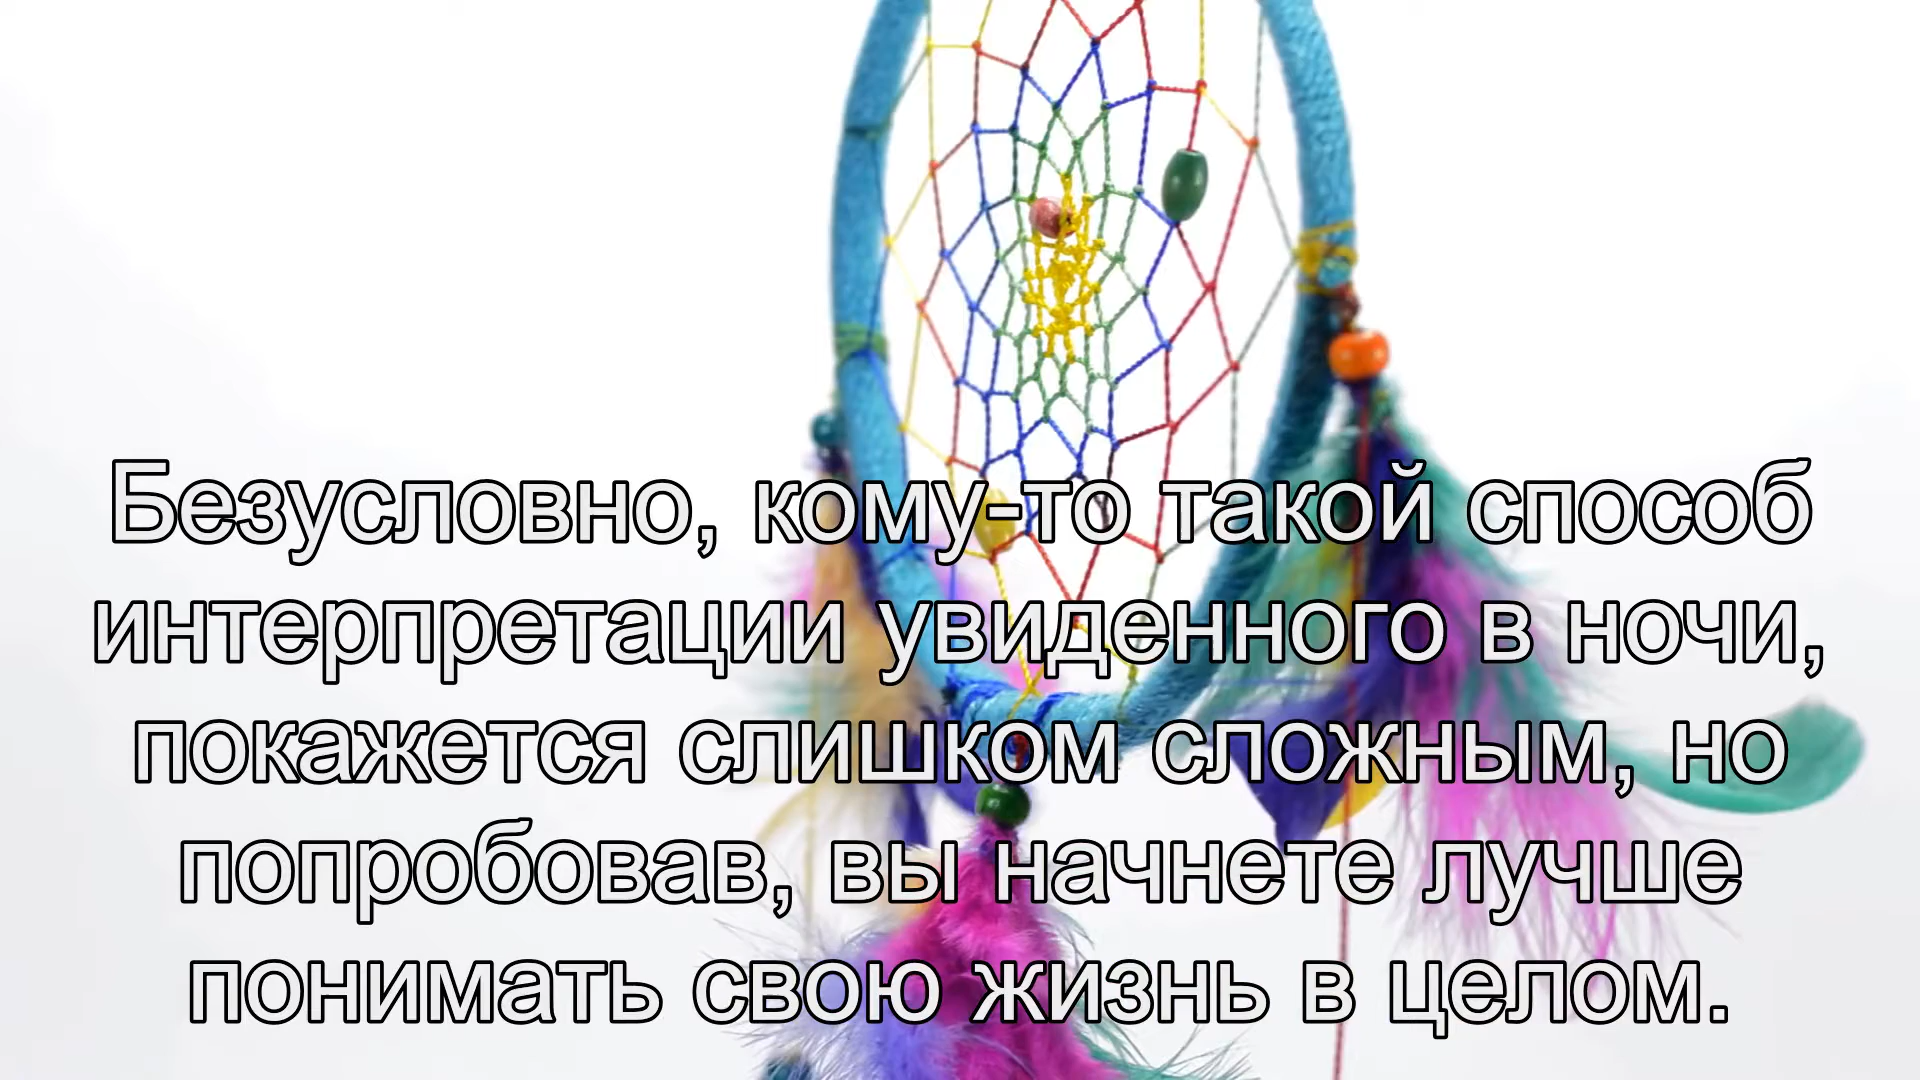 Безусловно, кому-то такой способ
интерпретации увиденного в ночи,
покажется слишком сложным, но
попробовав, вы начнете лучше
понимать свою жизнь в целом.